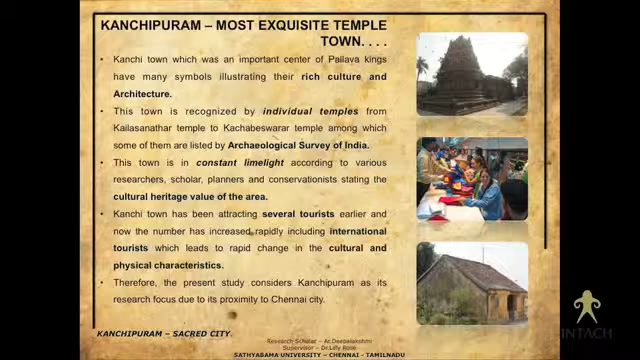 KANCHIPURAM – MOST EXQUISITE TEMPLE
TOWN. . . .
• Kanchi town which was an important center of Pallava kings
have many symbols illustrating their rich culture and
Architecture.
• This town is recognized by individual temples from
Kailasanathar temple to Kachabeswarar temple among which
some of them are listed by Archaeological Survey of India.
• This town is in constant limelight according to various
researchers, scholar, planners and conservationists stating the
cultural heritage value of the area.
• Kanchi town has been attracting several tourists earlier and
now the number has increased rapidly including international
tourists which leads to rapid change in the cultural and
physical characteristics.
• Therefore, the present study considers Kanchipuram as its
research focus due to its proximity to Chennai city.
KANCHIPURAM – SACRED CITY.
Research Scholar – Ar.Deepalakshmi
Supervisor – Dr.Lilly Rose
SATHYABAMA UNIVERSITY – CHENNAI - TAMILNADU
INTACH